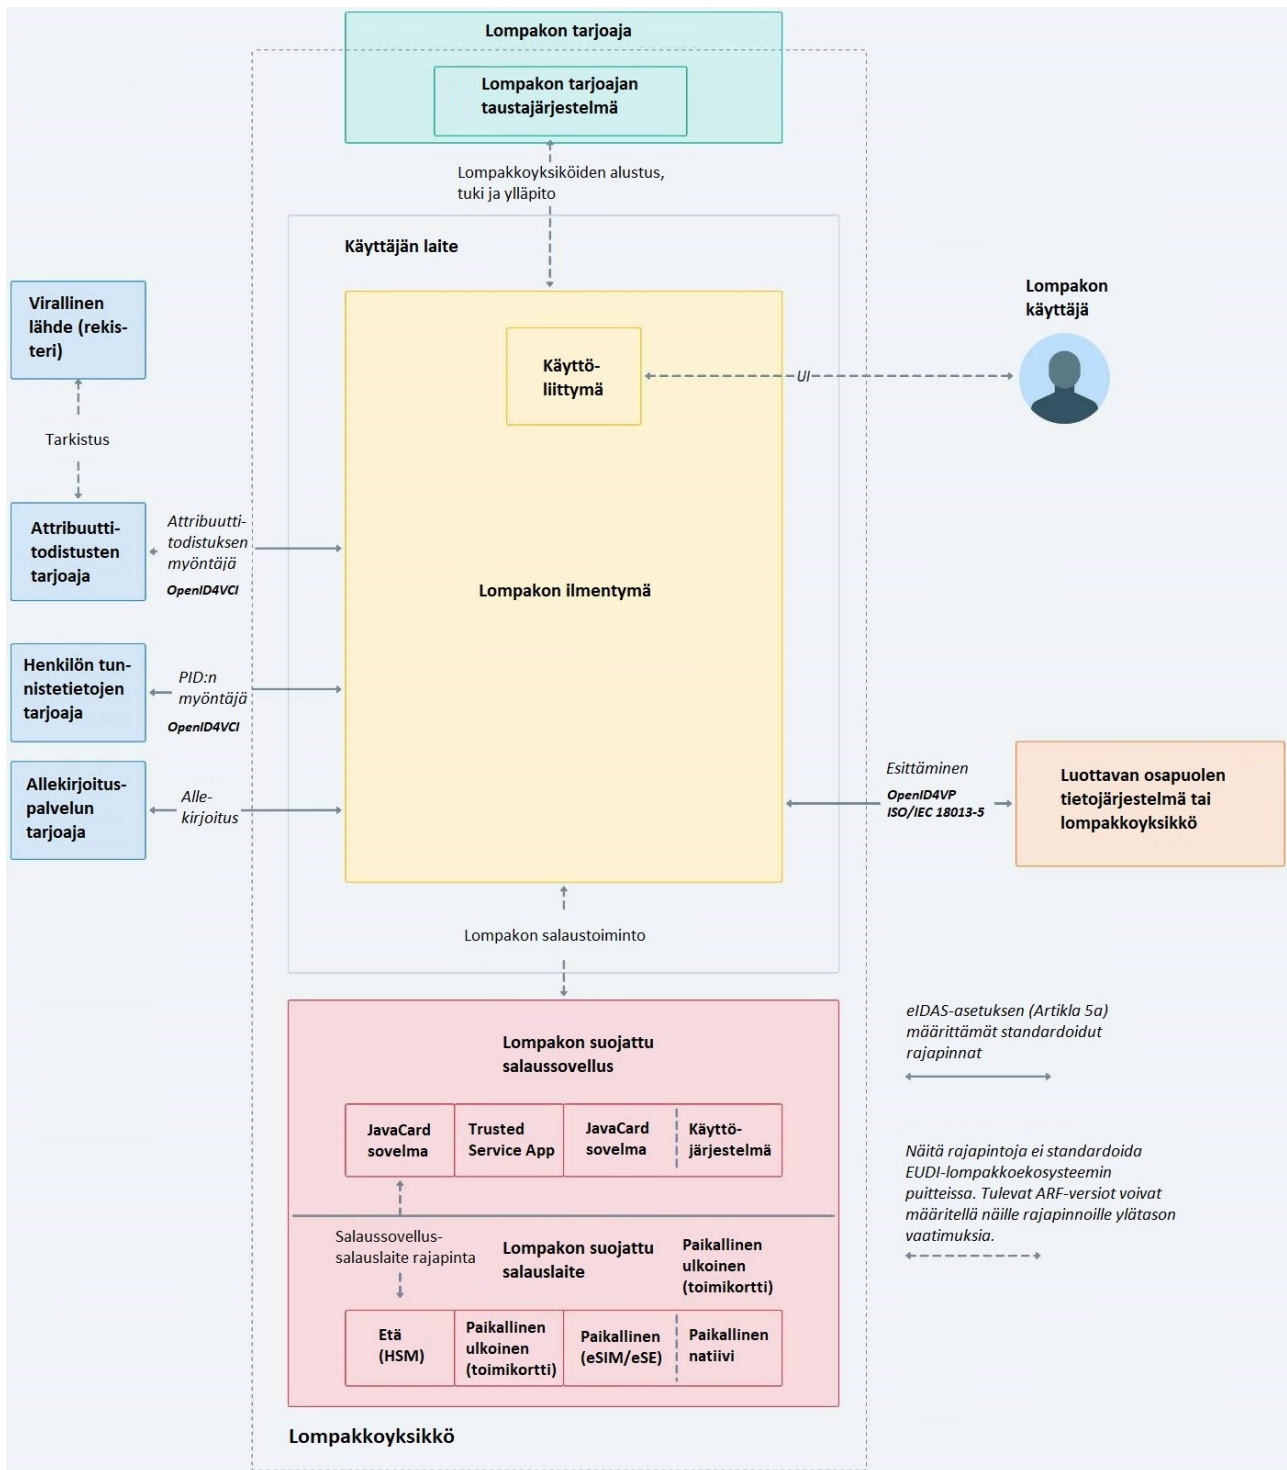 Lompakon tarjoaja
Lompakon tarjoajan
taustajärjestelmä
Lompakkoyksiköiden alustus,
tuki ja ylläpito
Käyttäjän laite
Virallinen
lähde (rekis-
teri)
Käyttö-
liittymä
UI
Lompakon
käyttäjä
Tarkistus
Attribuutti-
todistusten
tarjoaja
Attribuutti-
todistuksen
myöntäjä
OpenID4VCI
Lompakon ilmentymä
Henkilön tun-
nistetietojen
tarjoaja
PID:n
myöntäjä
OpenID4VCI
Allekirjoitus-
palvelun
tarjoaja
Alle-
kirjoitus
Esittäminen
OpenID4VP
ISO/IEC 18013-5
Luottavan osapuolen
tietojärjestelmä tai
lompakkoyksikkö
Lompakon salaustoiminto
Lompakon suojattu
salaussovellus
JavaCard
sovelma
Trusted
Service App
JavaCard
sovelma
Käyttö-
järjestelmä
Salaussovellus-
salauslaite rajapinta
Lompakon suojattu
salauslaite
Paikallinen
ulkoinen
(toimikortti)
Etä
(HSM)
Paikallinen
ulkoinen
(toimikortti)
Paikallinen
(eSIM/eSE)
Paikallinen
natiivi
Lompakkoyksikkö
eIDAS-asetuksen (Artikla 5a)
määrittämät standardoidut
rajapinnat
Näitä rajapintoja ei standardoida
EUDI-lompakkoekosysteemin
puitteissa. Tulevat ARF-versiot voivat
määritellä näille rajapinnoille ylätason
vaatimuksia.